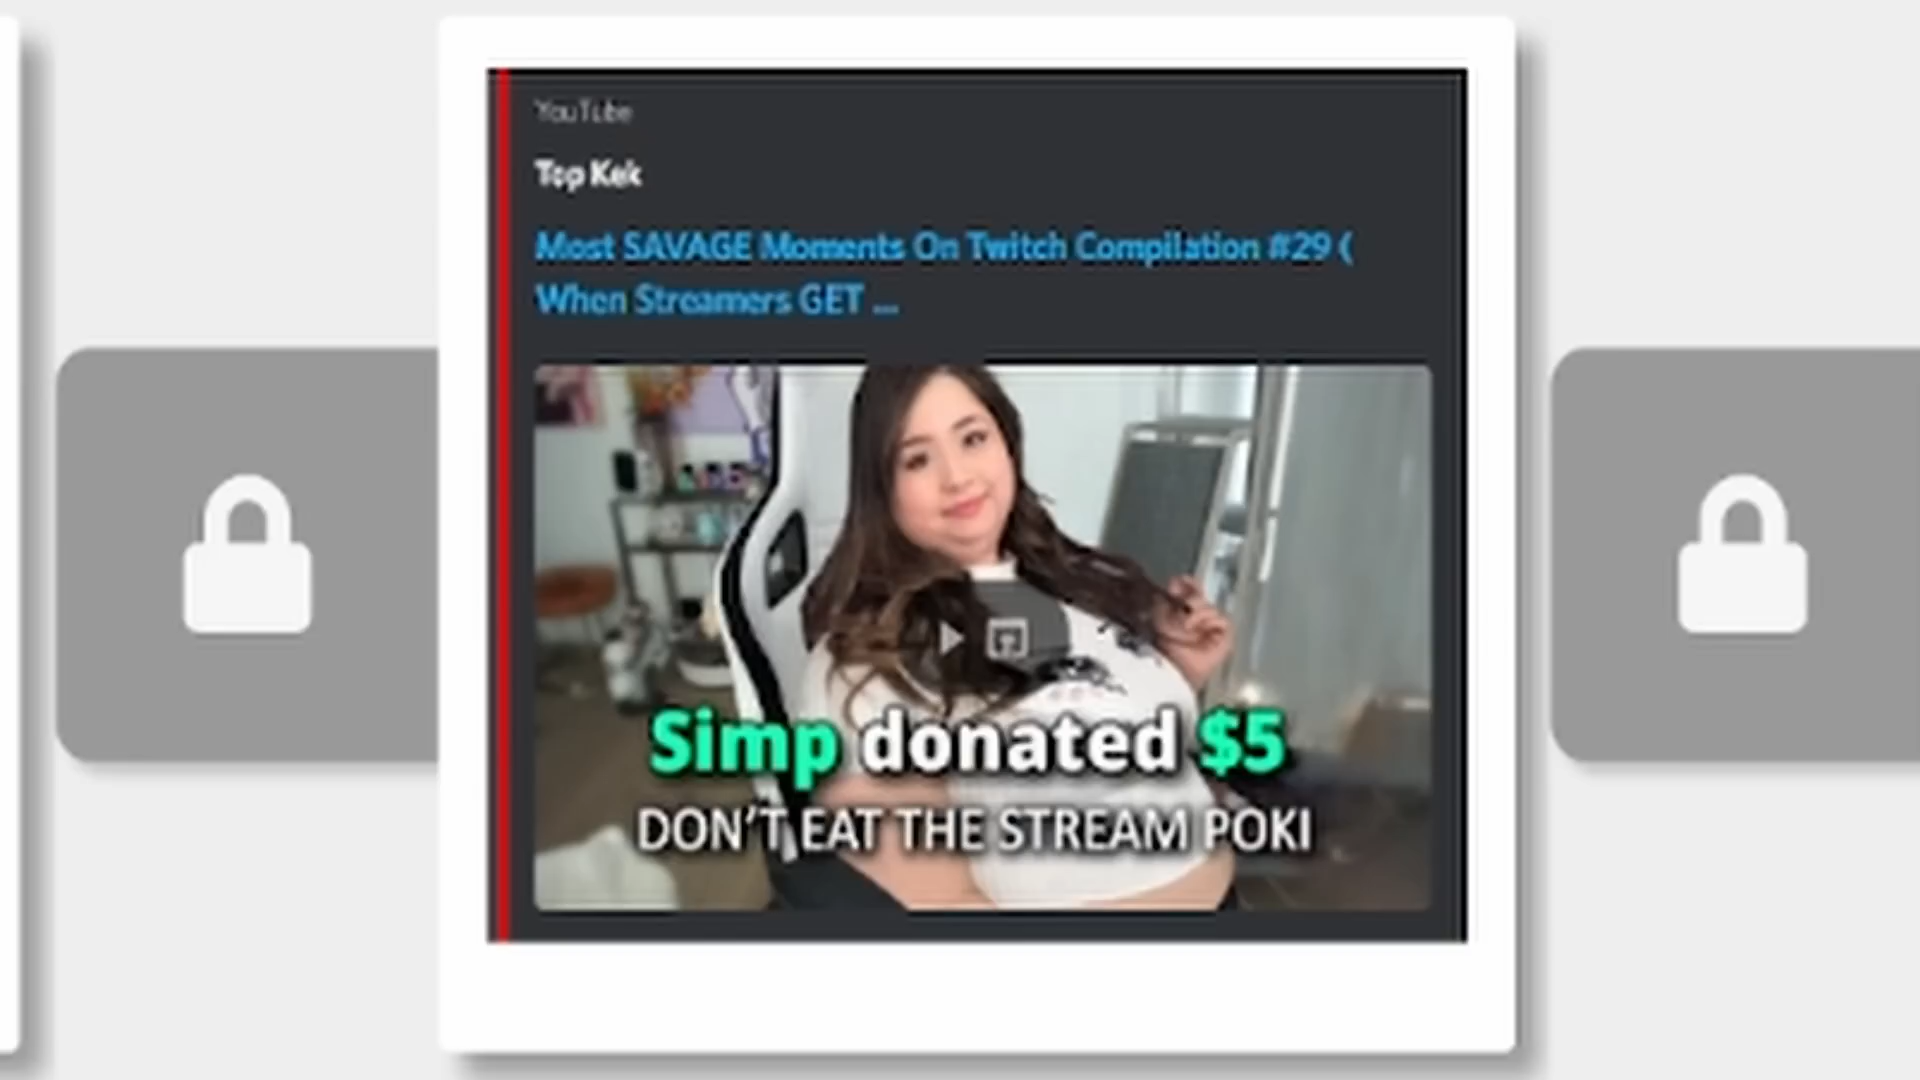 YouTube
Top Kek
Most SAVAGE Moments On Twitch Compilation #29 (
When Streamers GET ...
Simp donated $5
DON'T EAT THE STREAM POKI